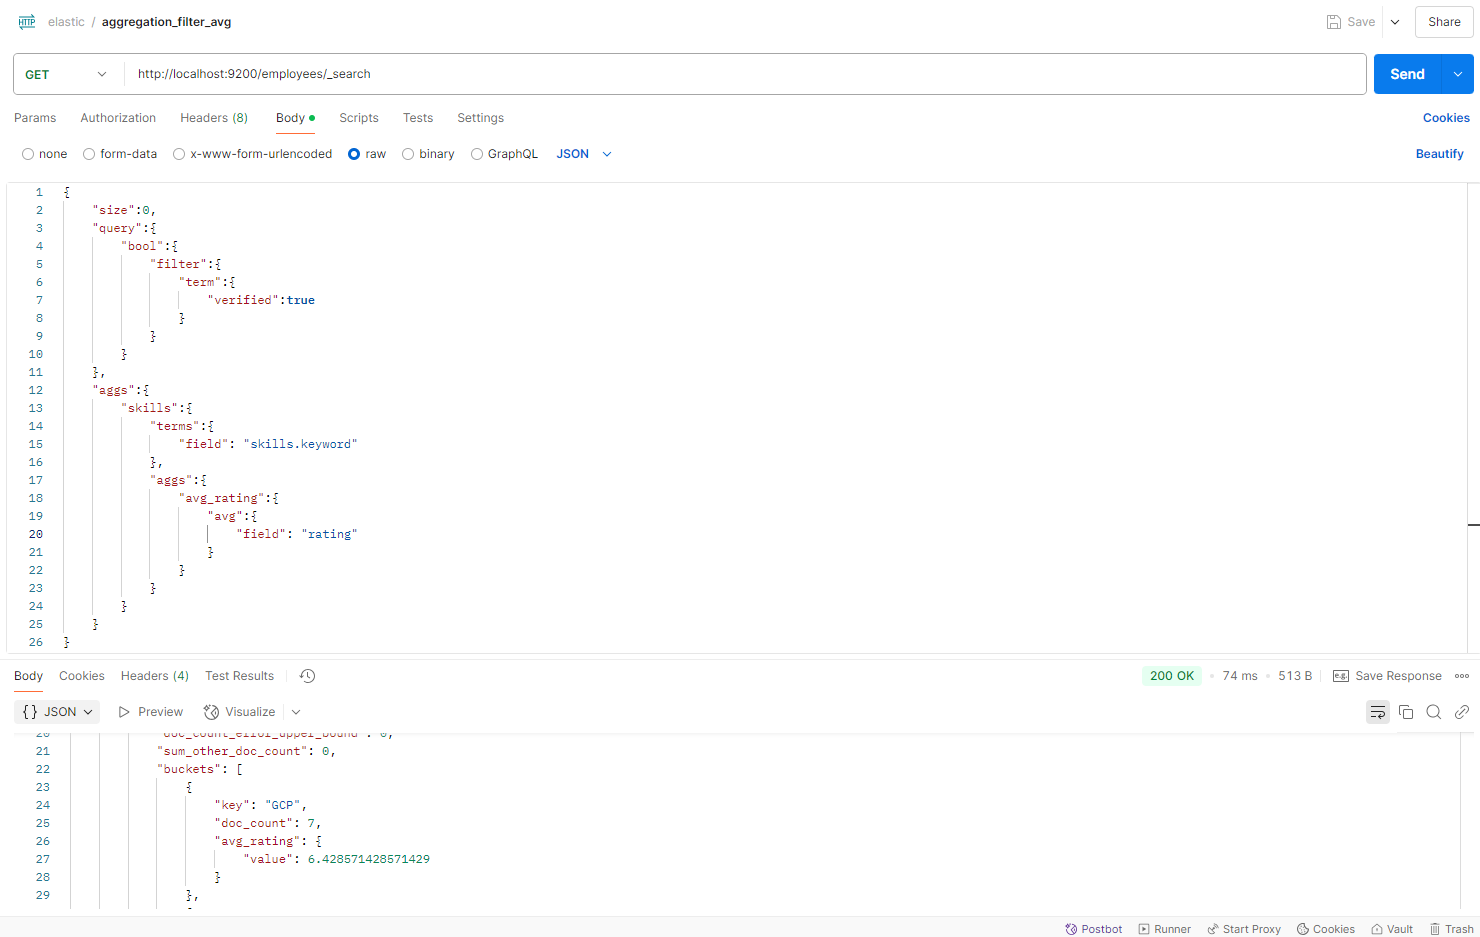 HTTP elastic / aggregation_filter_avg Save Share
GET http://localhost:9200/employees/_search Send
Params Authorization Headers (8) Body Scripts Tests Settings Cookies
none form-data x-www-form-urlencoded raw binary GraphQL JSON Beautify
1 {
2 "size":0,
3 "query":{
4 "bool":{
5 "filter":{
6 "term":{
7 "verified":true
8 }
9 }
10 }
11 },
12 "aggs":{
13 "skills":{
14 "terms":{
15 "field": "skills.keyword"
16 },
17 "aggs":{
18 "avg_rating":{
19 "avg":{
20 "field": "rating"
21 }
22 }
23 }
24 }
25 }
26 }
Body Cookies Headers (4) Test Results 200 OK 74 ms 513 B e.g. Save Response
{} JSON Preview Visualize
20 "doc_count_error_upper_bound": 0,
21 "sum_other_doc_count": 0,
22 "buckets": [
23 {
24 "key": "GCP",
25 "doc_count": 7,
26 "avg_rating": {
27 "value": 6.428571428571429
28 }
29 },
Postbot Runner Start Proxy Cookies Vault Trash